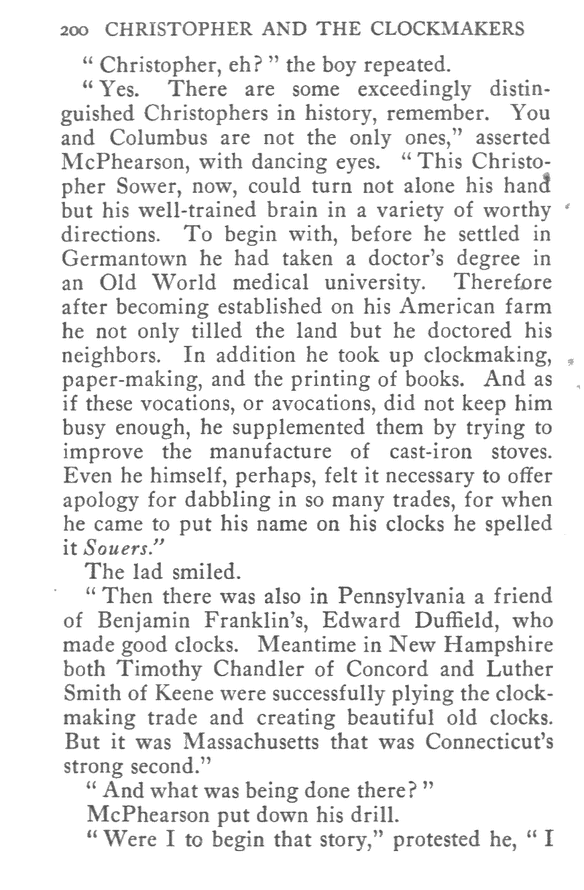 200 CHRISTOPHER AND THE CLOCKMAKERS
“ Christopher, eh? ” the boy repeated.
“ Yes. There are some exceedingly distin-
guished Christophers in history, remember. You
and Columbus are not the only ones,” asserted
McPhearson, with dancing eyes. “ This Christo-
pher Sower, now, could turn not alone his hand
but his well-trained brain in a variety of worthy
directions. To begin with, before he settled in
Germantown he had taken a doctor’s degree in
an Old World medical university. Therefore
after becoming established on his American farm
he not only tilled the land but he doctored his
neighbors. In addition he took up clockmaking,
paper-making, and the printing of books. And as
if these vocations, or avocations, did not keep him
busy enough, he supplemented them by trying to
improve the manufacture of cast-iron stoves.
Even he himself, perhaps, felt it necessary to offer
apology for dabbling in so many trades, for when
he came to put his name on his clocks he spelled
it Souers.”
The lad smiled.
“ Then there was also in Pennsylvania a friend
of Benjamin Franklin’s, Edward Duffield, who
made good clocks. Meantime in New Hampshire
both Timothy Chandler of Concord and Luther
Smith of Keene were successfully plying the clock-
making trade and creating beautiful old clocks.
But it was Massachusetts that was Connecticut’s
strong second.”
“ And what was being done there? ”
McPhearson put down his drill.
“ Were I to begin that story,” protested he, “ I